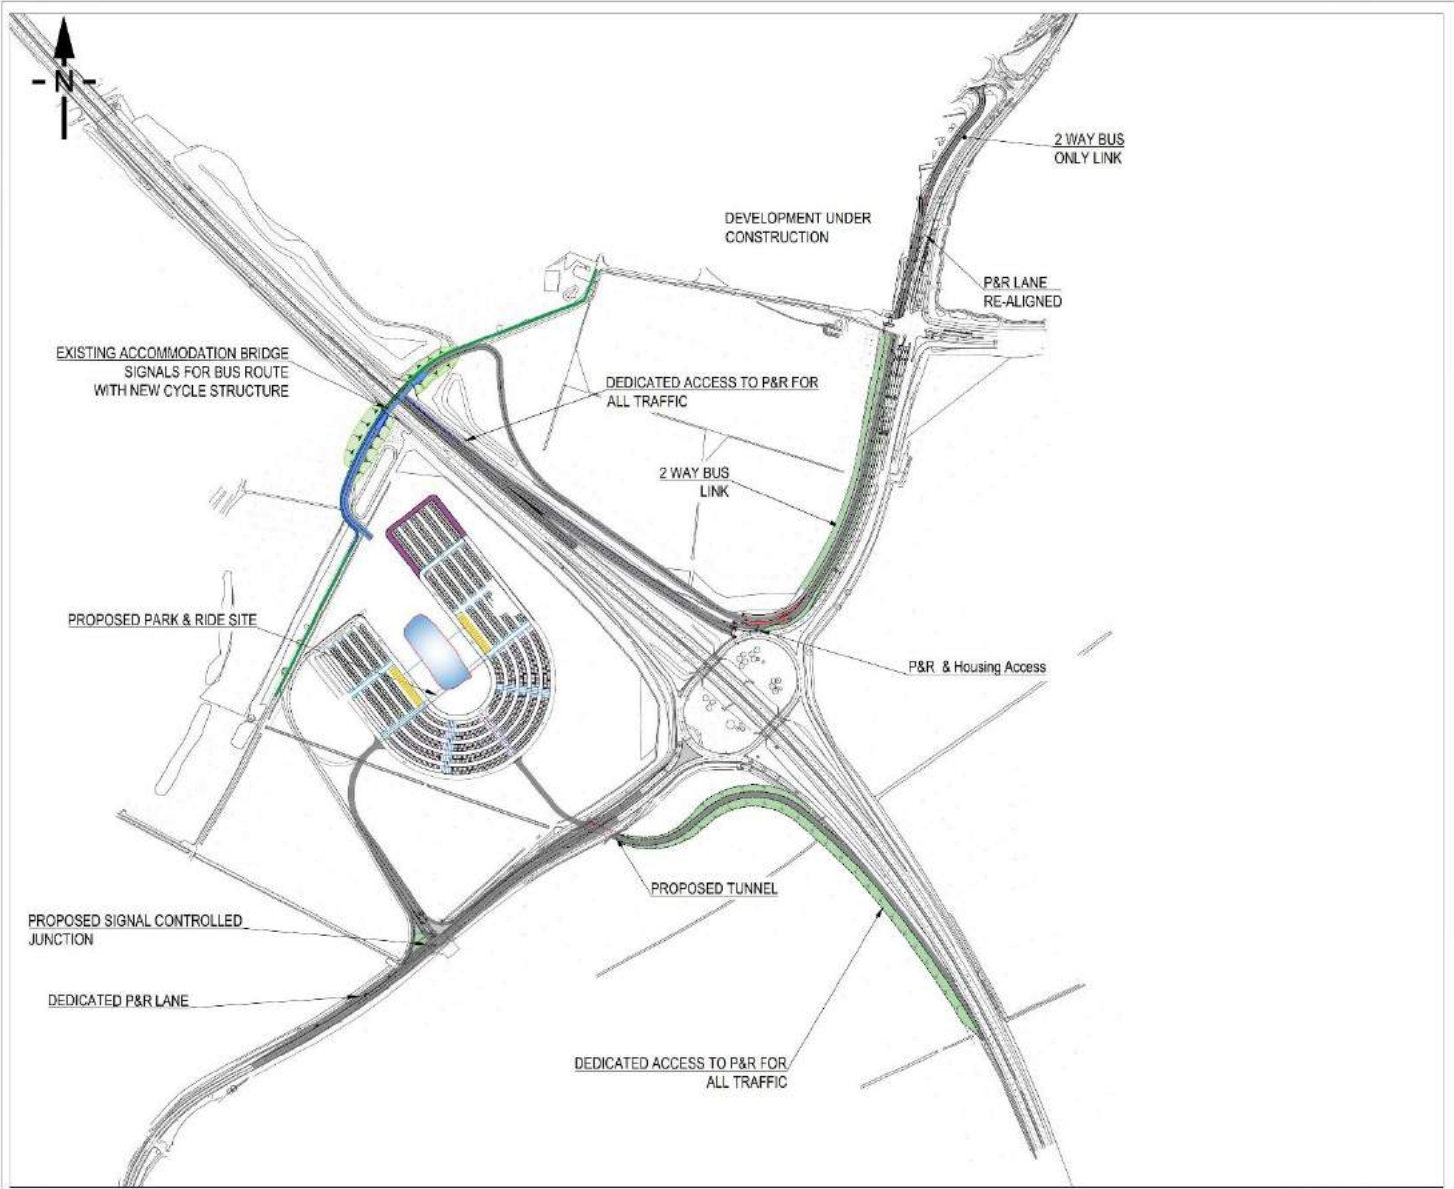 N
2 WAY BUS
ONLY LINK
DEVELOPMENT UNDER
CONSTRUCTION
P&R LANE
RE-ALIGNED
EXISTING ACCOMMODATION BRIDGE
SIGNALS FOR BUS ROUTE
WITH NEW CYCLE STRUCTURE
DEDICATED ACCESS TO P&R FOR
ALL TRAFFIC
2 WAY BUS
LINK
PROPOSED PARK & RIDE SITE
P&R & Housing Access
PROPOSED TUNNEL
PROPOSED SIGNAL CONTROLLED
JUNCTION
DEDICATED P&R LANE
DEDICATED ACCESS TO P&R FOR
ALL TRAFFIC